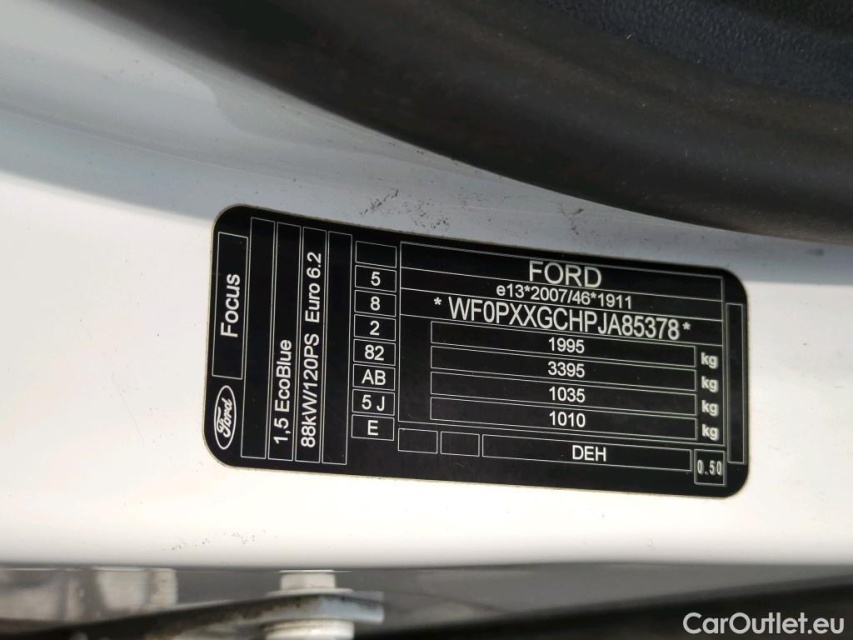 Focus
Ford
1,5 EcoBlue
88kW/120PS Euro 6.2
5
8
2
82
AB
5 J
E
FORD
e13*2007/46*1911
* WF0PXXGCHPJA85378 *
1995 kg
3395 kg
1035 kg
1010 kg
DEH
0.50
CarOutlet.eu